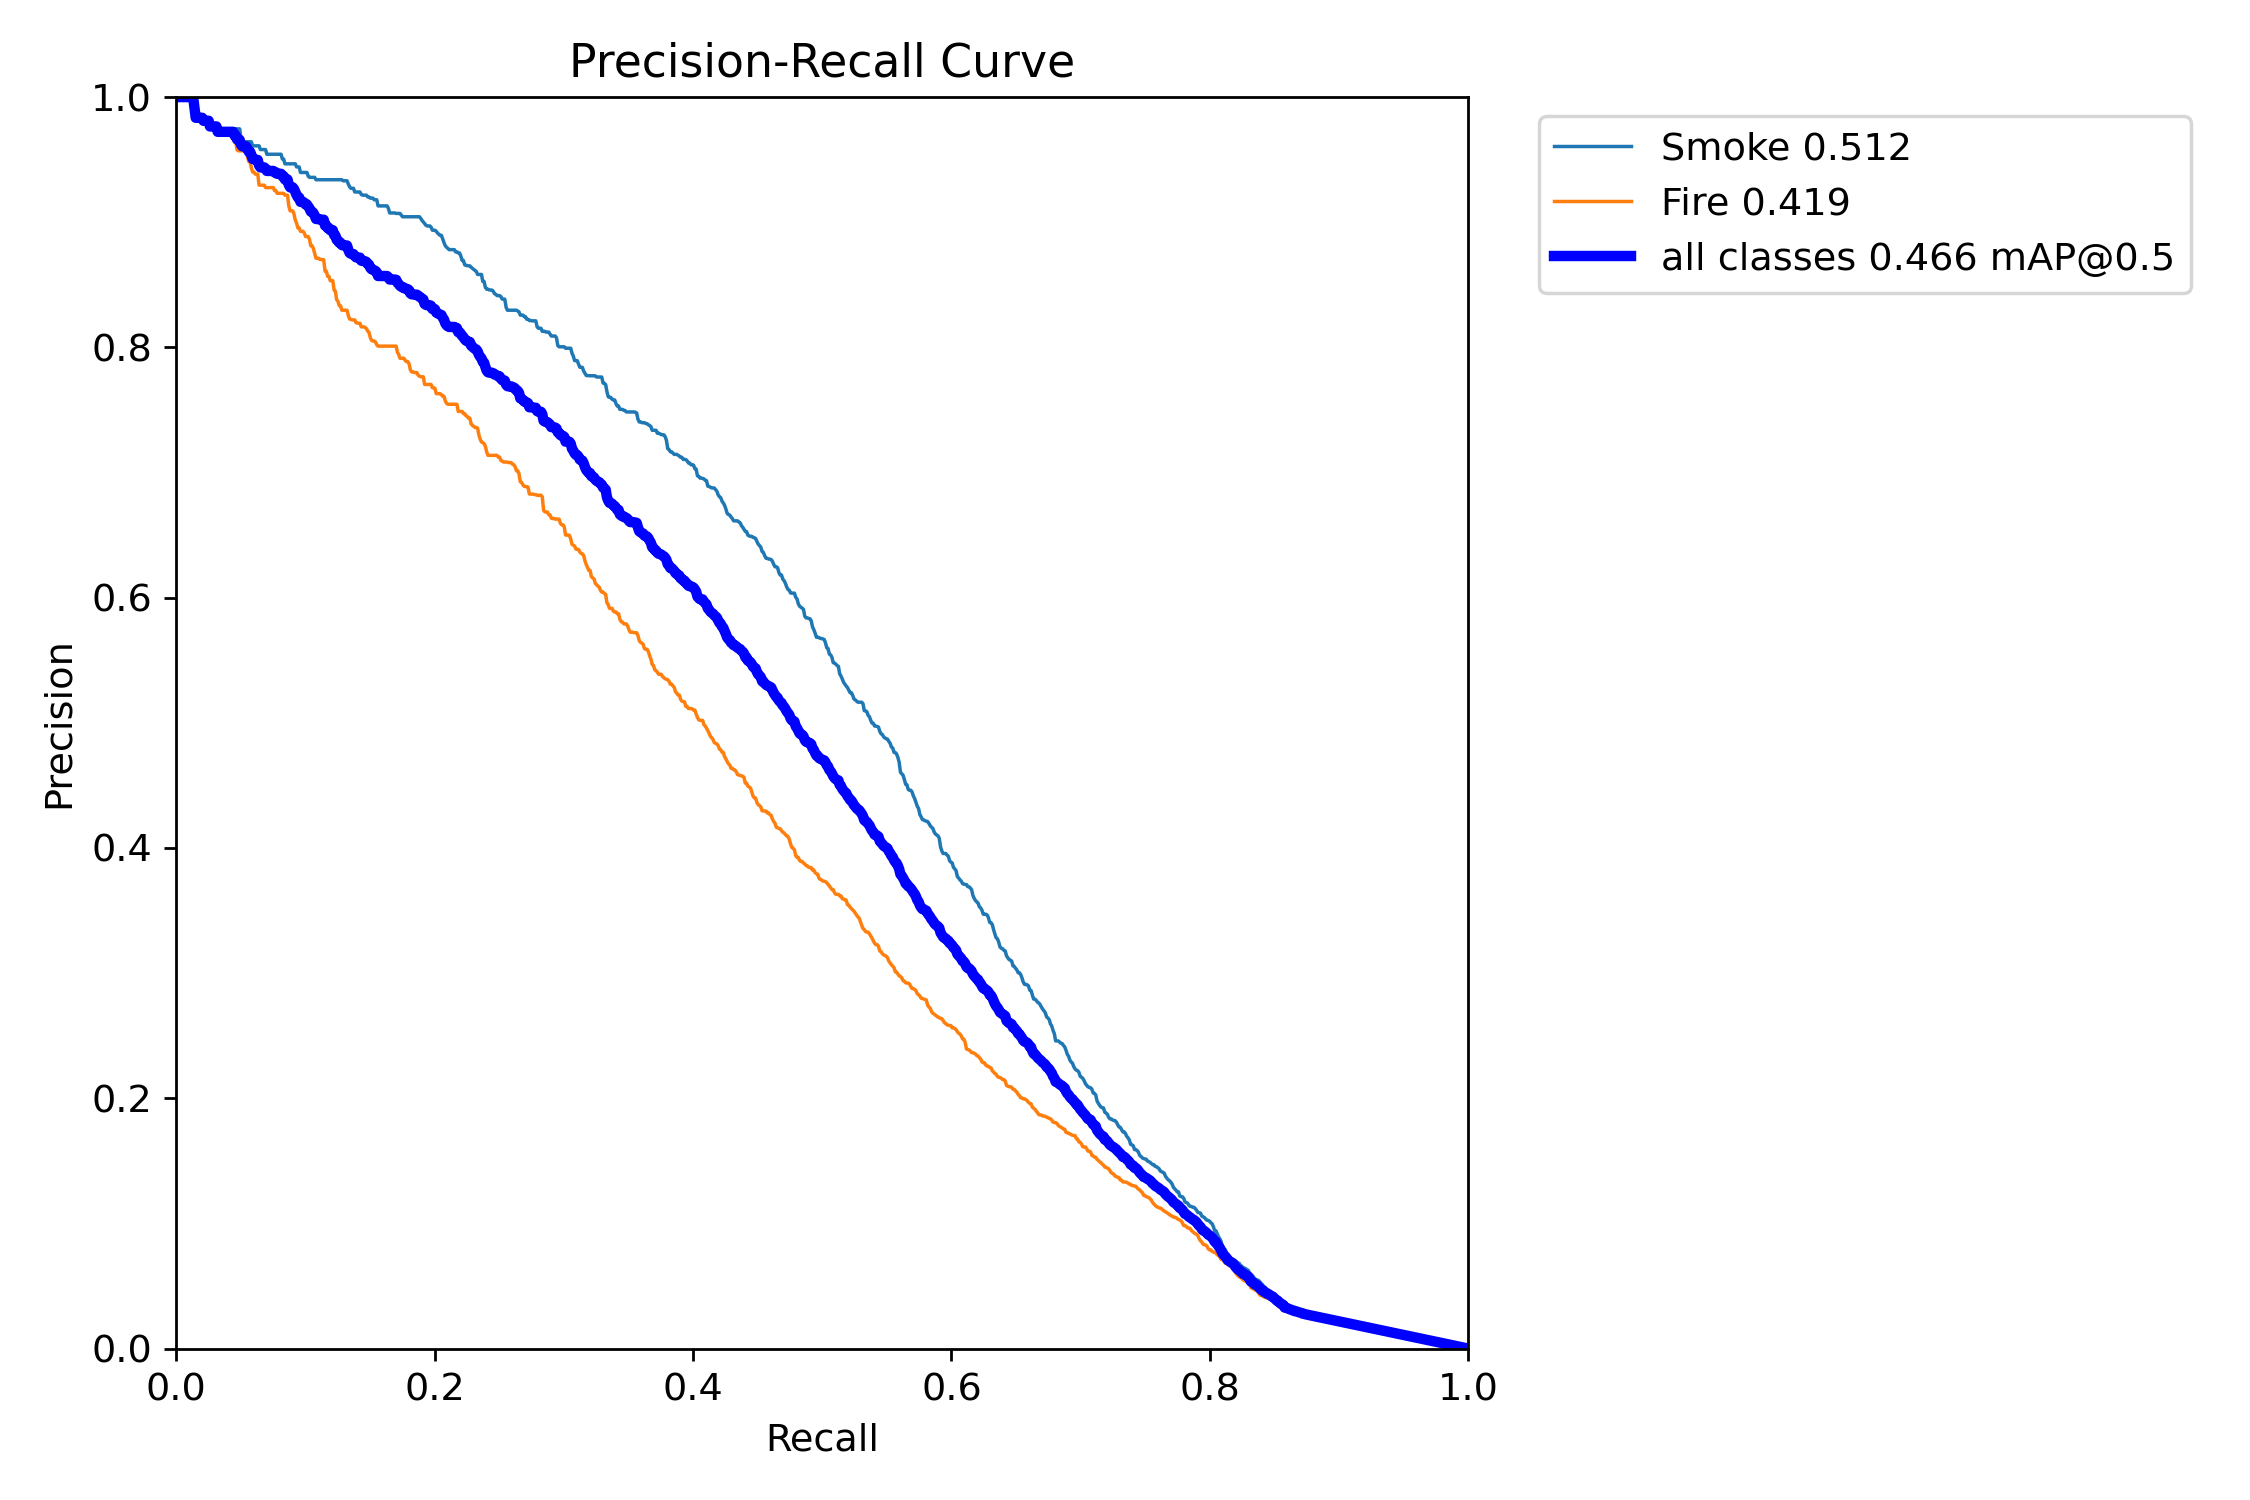 Precision-Recall Curve
1.0
0.8
0.6
0.4
0.2
0.0
Precision
0.0 0.2 0.4 0.6 0.8 1.0
Recall
Smoke 0.512
Fire 0.419
all classes 0.466 mAP@0.5